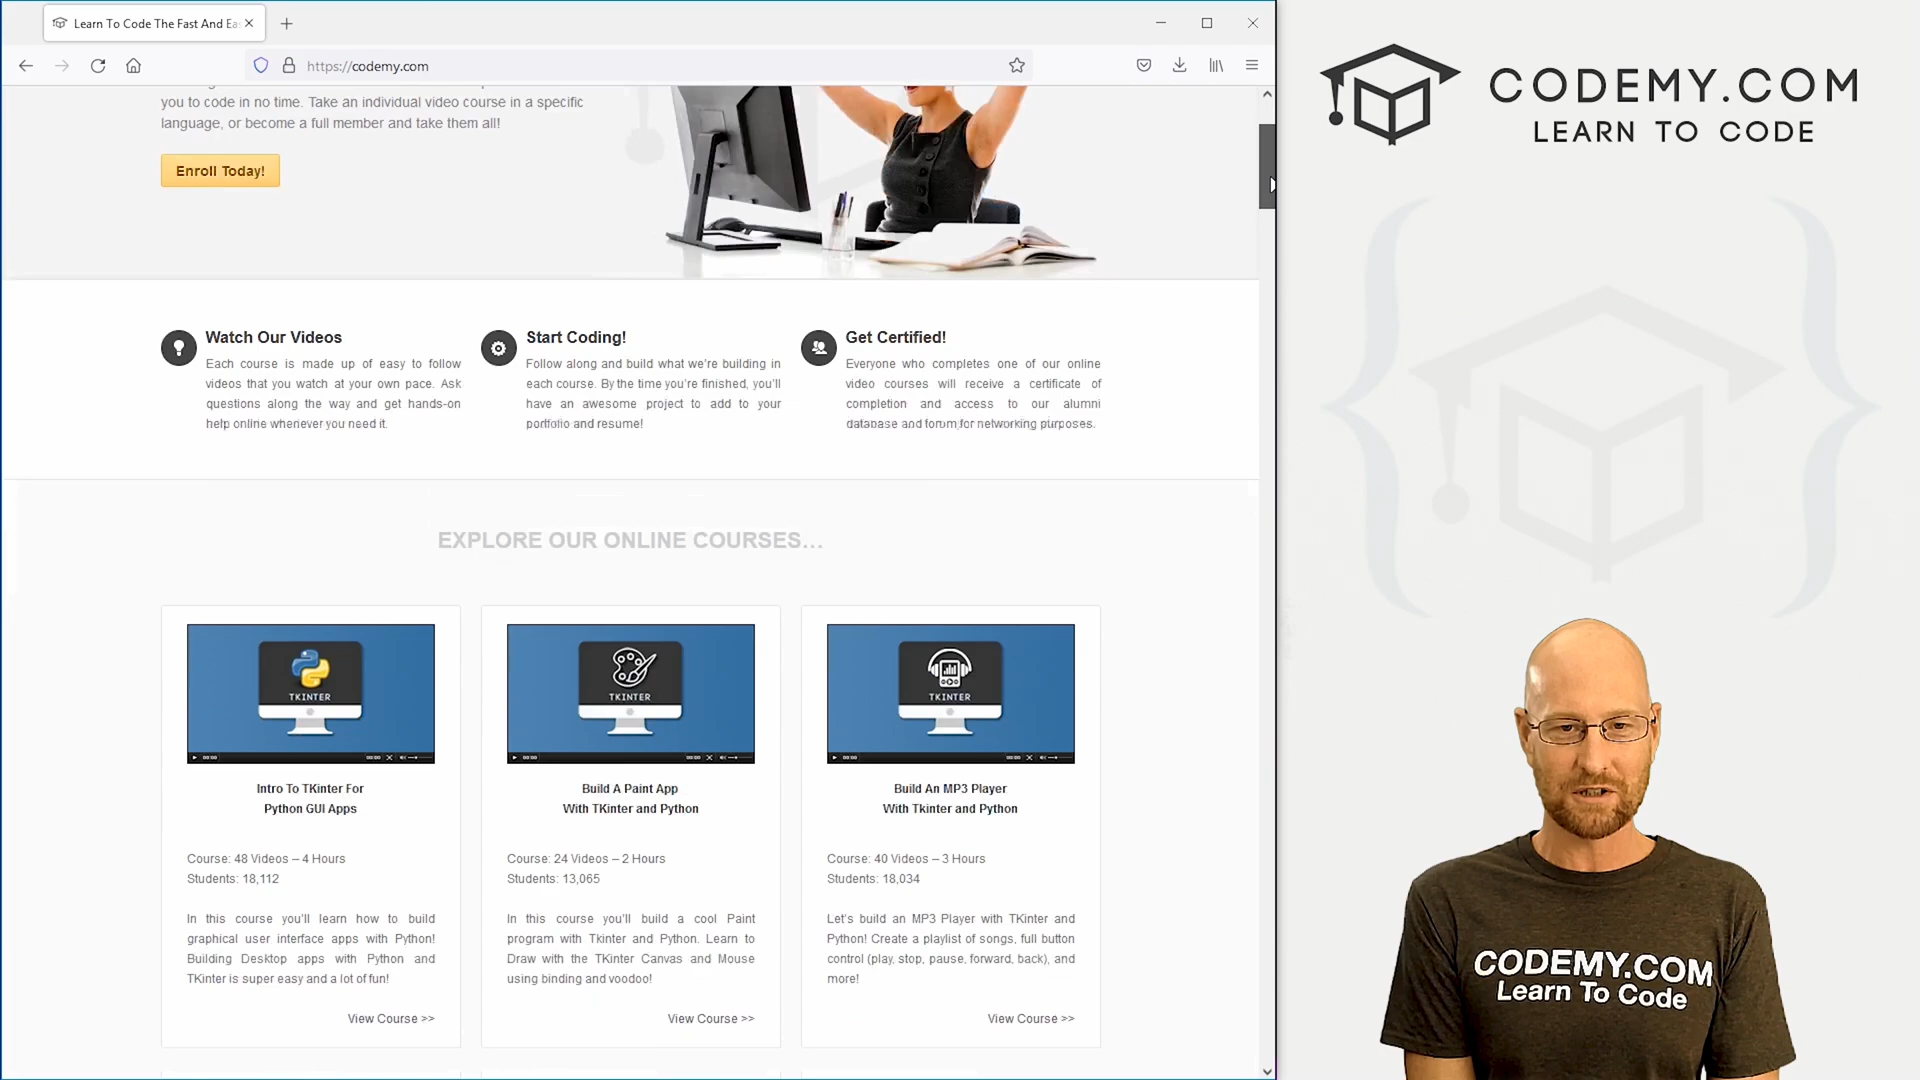 Learn To Code The Fast And Eas
https://codemy.com
you to code in no time. Take an individual video course in a specific
language, or become a full member and take them all!
Enroll Today!
Watch Our Videos
Each course is made up of easy to follow
videos that you watch at your own pace. Ask
questions along the way and get hands-on
help online whenever you need it.
Start Coding!
Follow along and build what we're building in
each course. By the time you're finished, you'll
have an awesome project to add to your
portfolio and resume!
Get Certified!
Everyone who completes one of our online
video courses will receive a certificate of
completion and access to our alumni
database and forum for networking purposes.
EXPLORE OUR ONLINE COURSES...
TKINTER
Intro To TKinter For
Python GUI Apps
Course: 48 Videos – 4 Hours
Students: 18,112
In this course you'll learn how to build
graphical user interface apps with Python!
Building Desktop apps with Python and
TKinter is super easy and a lot of fun!
View Course >>
TKINTER
Build A Paint App
With TKinter and Python
Course: 24 Videos – 2 Hours
Students: 13,065
In this course you'll build a cool Paint
program with Tkinter and Python. Learn to
Draw with the TKinter Canvas and Mouse
using binding and voodoo!
View Course >>
TKINTER
Build An MP3 Player
With Tkinter and Python
Course: 40 Videos – 3 Hours
Students: 18,034
Let's build an MP3 Player with TKinter and
Python! Create a playlist of songs, full button
control (play, stop, pause, forward, back), and
more!
View Course >>
CODEMY.COM
LEARN TO CODE
CODEMY.COM
Learn To Code